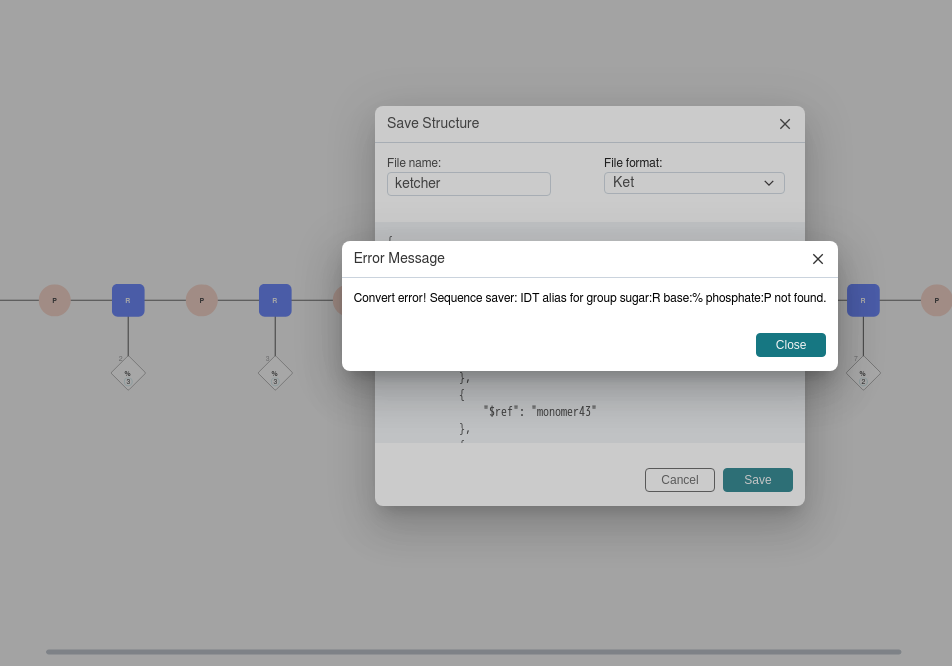 Save Structure
File name:
File format:
ketcher
Ket
{
Error Message
Convert error! Sequence saver: IDT alias for group sugar:R base:% phosphate:P not found.
Close
P
R
P
R
R
P
2
%
3
3
%
3
7
%
2
},
{
"$ref": "monomer43"
},
{
Cancel
Save